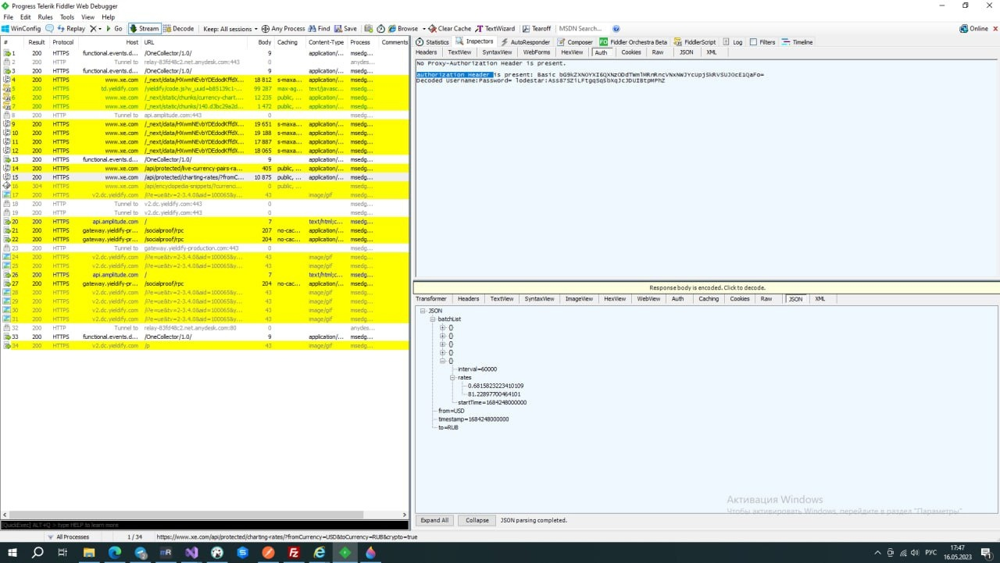 Progress Telerik Fiddler Web Debugger
File Edit Rules Tools View Help
WinConfig Replay Go Stream Decode Keep: All sessions Any Process Find Save Browse Clear Cache TextWizard Tearoff MSDN Search... Online
# Result Protocol Host URL Body Caching Content-Type Process Comments
1 200 HTTPS functional.events.d... /OneCollector/1.0/ 9 application/... msedg...
2 200 HTTP Tunnel to relay-83fd48c2.net.anydesk.com:443 0 anydes...
3 200 HTTPS functional.events.d... /OneCollector/1.0/ 9 application/... msedg...
4 200 HTTPS www.xe.com 18 812 s-maxa... application/... msedg...
5 200 HTTPS td.yieldify.com /yieldify/code.js?w_uuid=b85139c1-... 99 287 max-ag... text/javasc... msedg...
6 200 HTTPS www.xe.com /_next/static/chunks/currency-chart... 12 235 public, ... application/... msedg...
7 200 HTTPS www.xe.com /_next/static/chunks/140.d3bc29a2d... 1 472 public, ... application/... msedg...
8 200 HTTP Tunnel to api.amplitude.com:443 0 msedg...
9 200 HTTPS www.xe.com 19 651 s-maxa... application/... msedg...
10 200 HTTPS www.xe.com 19 188 s-maxa... application/... msedg...
11 200 HTTPS www.xe.com 17 887 s-maxa... application/... msedg...
12 200 HTTPS www.xe.com 18 065 s-maxa... application/... msedg...
13 200 HTTPS functional.events.d... /OneCollector/1.0/ 9 application/... msedg...
14 200 HTTPS www.xe.com /api/protected/live-currency-pairs-ra... 405 public, ... application/... msedg...
15 200 HTTPS www.xe.com /api/protected/charting-rates/?fromC... 10 875 public, ... application/... msedg...
16 304 HTTPS www.xe.com /api/encyclopedia-snippets/?currenci... 0 public, ... msedg...
17 200 HTTPS v2.dc.yieldify.com /i?e=ue&tv=2-3.4.0&aid=100065&y... 43 image/gif msedg...
18 200 HTTP Tunnel to v2.dc.yieldify.com:443 0 msedg...
19 200 HTTP Tunnel to v2.dc.yieldify.com:443 0 msedg...
20 200 HTTPS api.amplitude.com / 7 text/html;c... msedg...
21 200 HTTPS gateway.yieldify-pr... /socialproof/rpc 207 no-cac... application/... msedg...
22 200 HTTPS gateway.yieldify-pr... /socialproof/rpc 204 no-cac... application/... msedg...
23 200 HTTP Tunnel to gateway.yieldify-production.com:443 0 msedg...
24 200 HTTPS v2.dc.yieldify.com /i?e=ue&tv=2-3.4.0&aid=100065&y... 43 image/gif msedg...
25 200 HTTPS v2.dc.yieldify.com /i?e=ue&tv=2-3.4.0&aid=100065&y... 43 image/gif msedg...
26 200 HTTPS api.amplitude.com / 7 text/html;c... msedg...
27 200 HTTPS gateway.yieldify-pr... /socialproof/rpc 204 no-cac... application/... msedg...
28 200 HTTPS v2.dc.yieldify.com /i?e=ue&tv=2-3.4.0&aid=100065&y... 43 image/gif msedg...
29 200 HTTPS v2.dc.yieldify.com /i?e=ue&tv=2-3.4.0&aid=100065&y... 43 image/gif msedg...
30 200 HTTPS v2.dc.yieldify.com /i?e=ue&tv=2-3.4.0&aid=100065&y... 43 image/gif msedg...
31 200 HTTPS v2.dc.yieldify.com /i?e=ue&tv=2-3.4.0&aid=100065&y... 43 image/gif msedg...
32 200 HTTP Tunnel to relay-83fd48c2.net.anydesk.com:80 0 anydes...
33 200 HTTPS functional.events.d... /OneCollector/1.0/ 9 application/... msedg...
34 200 HTTPS v2.dc.yieldify.com /p 43 image/gif msedg...
[QuickExec] ALT+Q > type HELP to learn more
Statistics Inspectors AutoResponder Composer FO Fiddler Orchestra Beta FiddlerScript Log Filters Timeline
Headers TextView SyntaxView WebForms HexView Auth Cookies Raw JSON XML
No Proxy-Authorization Header is present.
Authorization Header is present: Basic
Decoded Username:Password=
Response body is encoded. Click to decode.
Transformer Headers TextView SyntaxView ImageView HexView WebView Auth Caching Cookies Raw JSON XML
JSON
batchList
{}
{}
{}
{}
{}
interval=60000
rates
0.6815823223410109
81.22897700464101
startTime=1684248000000
from=USD
timestamp=1684248000000
to=RUB
Активация Windows
Чтобы активировать Windows, перейдите в раздел "Параметры".
Expand All Collapse JSON parsing completed.
All Processes 1 / 34 https://www.xe.com/api/protected/charting-rates/?fromCurrency=USD&toCurrency=RUB&crypto=true
mR РУС 17:47
16.05.2023 1